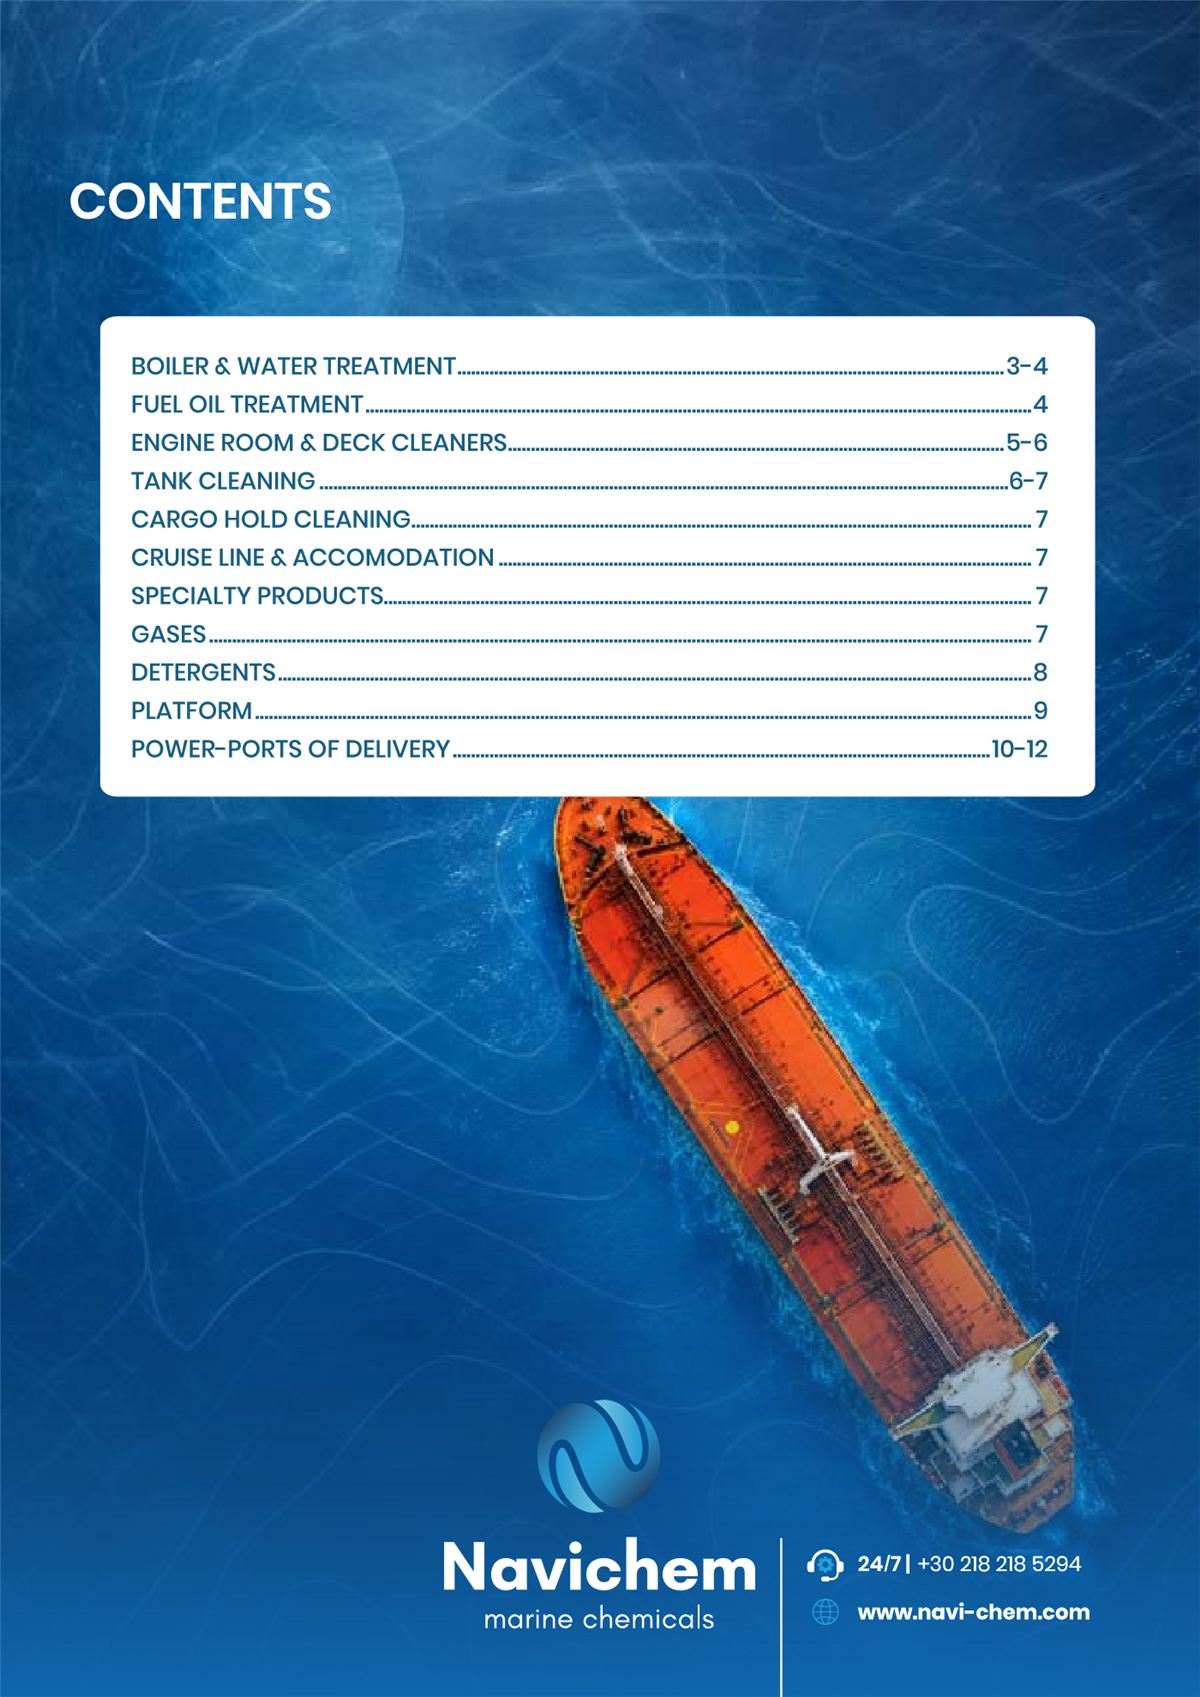 CONTENTS
BOILER & WATER TREATMENT 3-4
FUEL OIL TREATMENT 4
ENGINE ROOM & DECK CLEANERS 5-6
TANK CLEANING 6-7
CARGO HOLD CLEANING 7
CRUISE LINE & ACCOMODATION 7
SPECIALTY PRODUCTS 7
GASES 7
DETERGENTS 8
PLATFORM 9
POWER-PORTS OF DELIVERY 10-12
Navichem
marine chemicals
24/7 | +30 218 218 5294
www.navi-chem.com